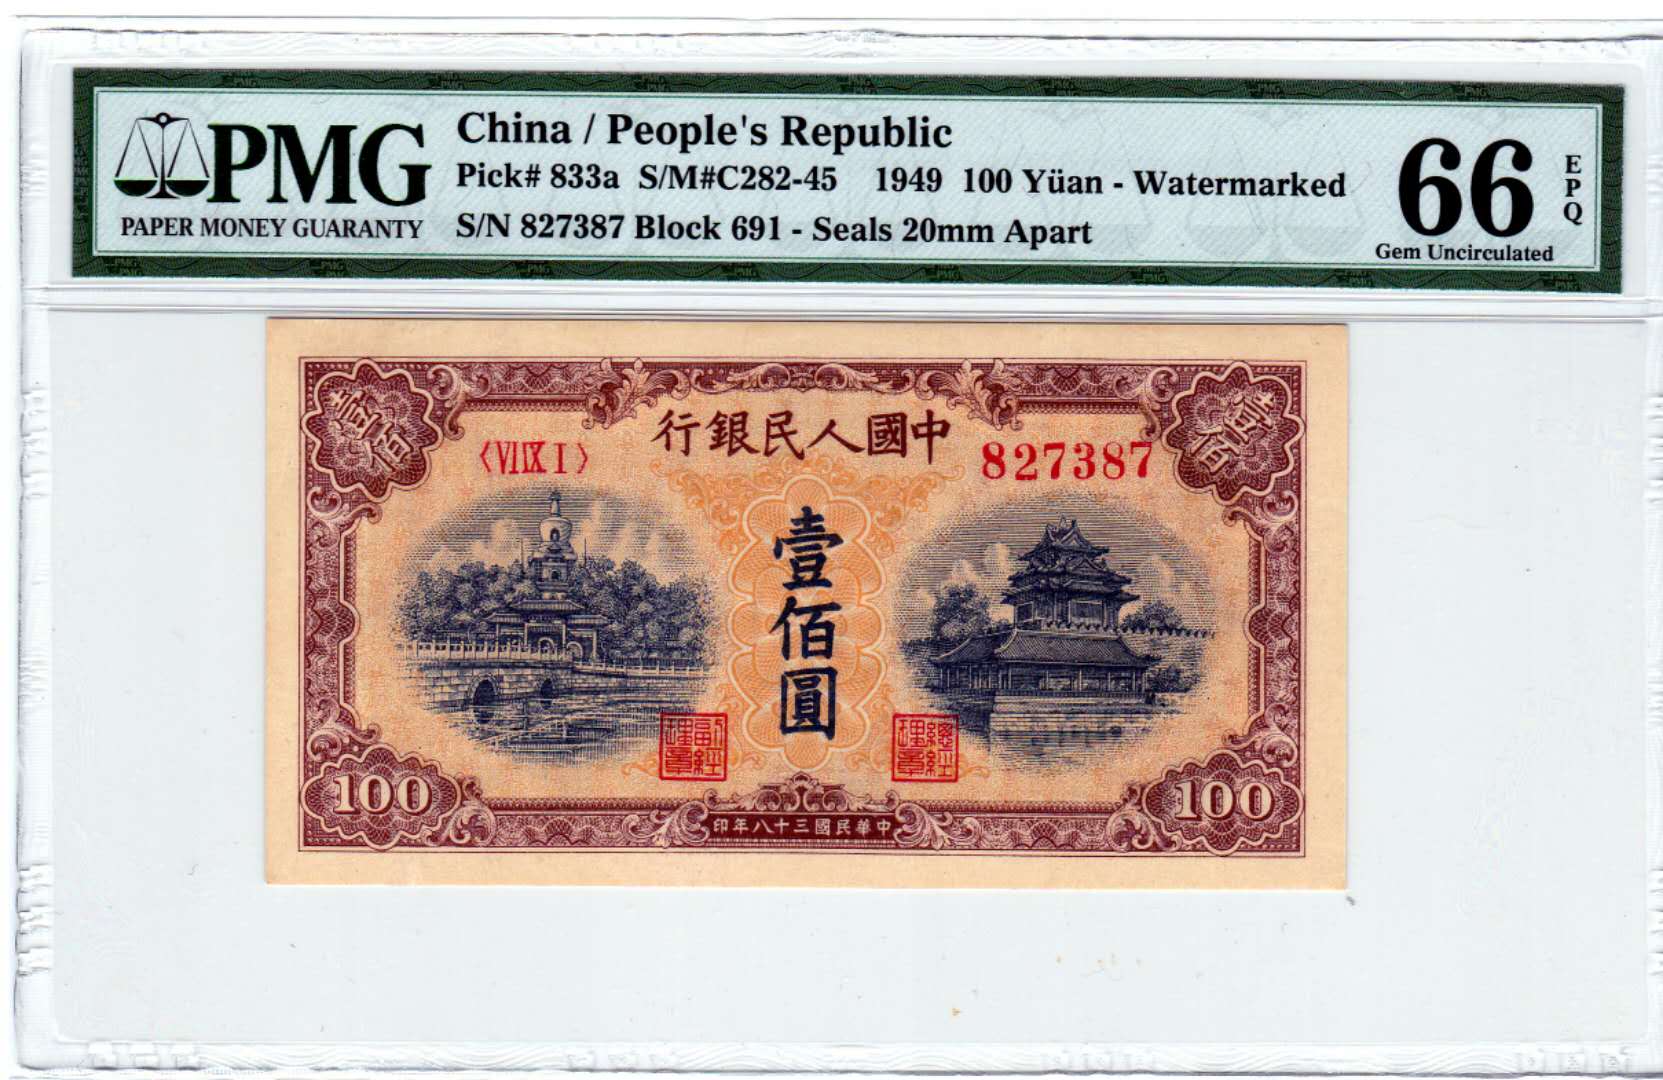 PMG
PAPER MONEY GUARANTY
China / People's Republic
Pick# 833a S/M#C282-45 1949 100 Yüan - Watermarked
S/N 827387 Block 691 - Seals 20mm Apart
66
EPQ
Gem Uncirculated
壹佰
壹佰
行銀民人國中
〈VI IX I〉
827387
壹佰圓
100
100
印年八十三國民華中